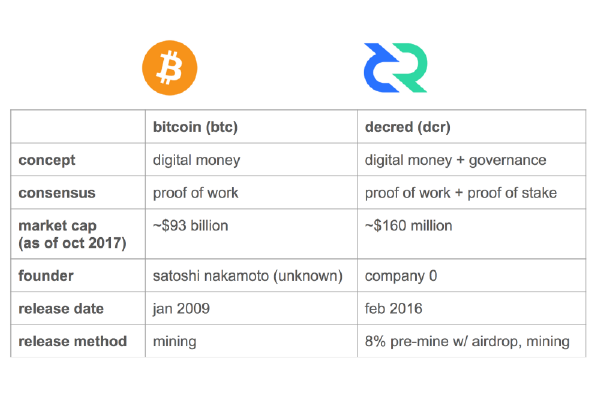 bitcoin (btc) decred (dcr)
concept digital money digital money + governance
consensus proof of work proof of work + proof of stake
market cap ~$93 billion ~$160 million
(as of oct 2017)
founder satoshi nakamoto (unknown) company 0
release date jan 2009 feb 2016
release method mining 8% pre-mine w/ airdrop, mining